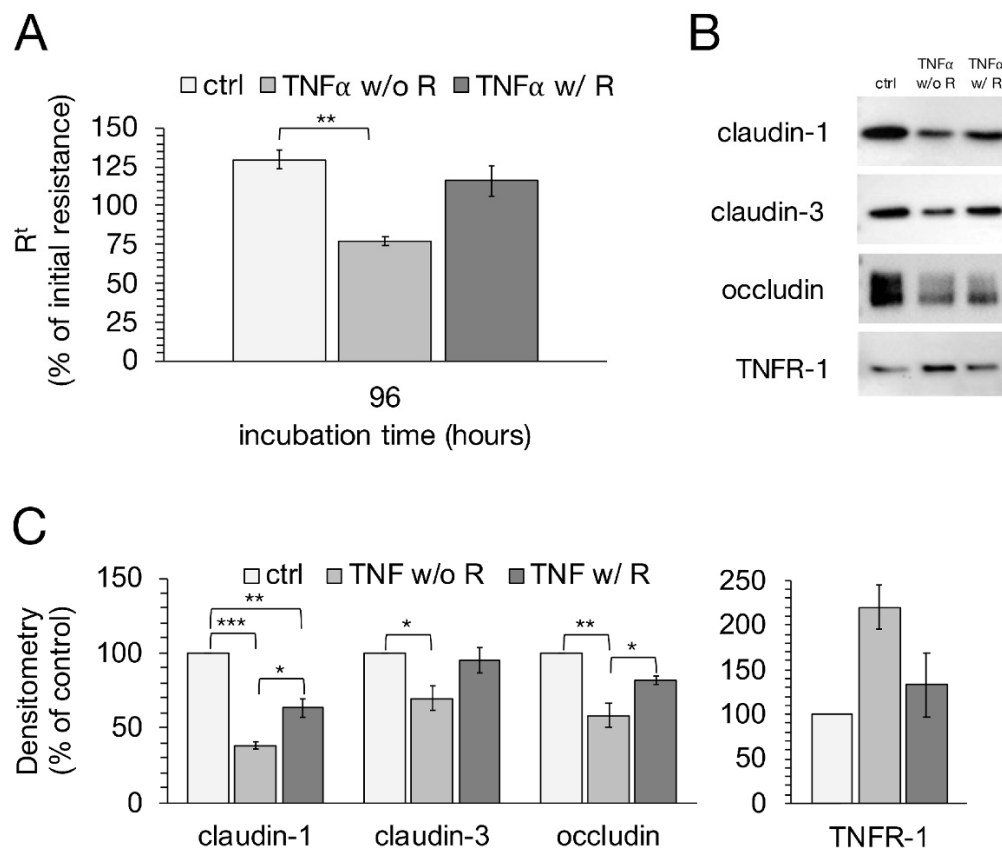 A
ctrl TNFα w/o R TNFα w/ R
**
150
125
100
75
50
25
0
Rᵗ
(% of initial resistance)
96
incubation time (hours)
B
ctrl TNFα w/o R TNFα w/ R
claudin-1
claudin-3
occludin
TNFR-1
C
ctrl TNF w/o R TNF w/ R
Densitometry
(% of control)
150
100
50
0
**
***
*
*
**
*
claudin-1 claudin-3 occludin
250
200
150
100
50
0
TNFR-1